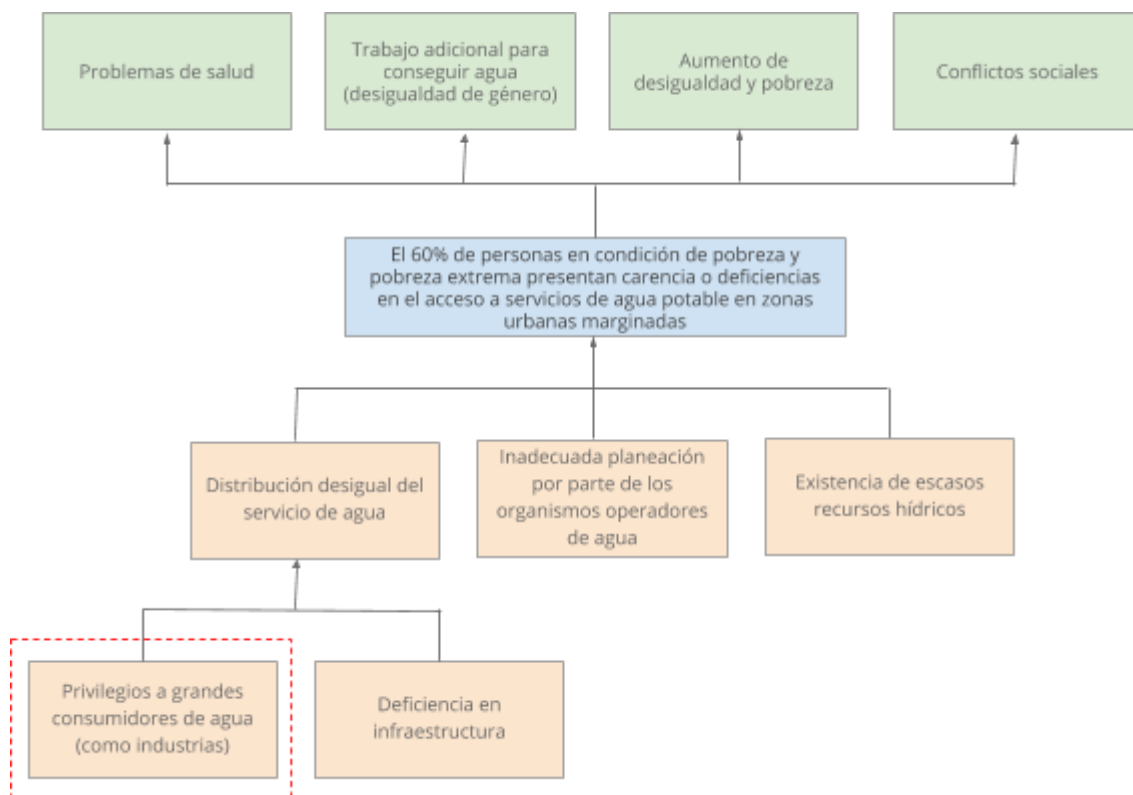 Problemas de salud
Trabajo adicional para
conseguir agua
(desigualdad de género)
Aumento de
desigualdad y pobreza
Conflictos sociales
El 60% de personas en condición de pobreza y
pobreza extrema presentan carencia o deficiencias
en el acceso a servicios de agua potable en zonas
urbanas marginadas
Distribución desigual del
servicio de agua
Inadecuada planeación
por parte de los
organismos operadores
de agua
Existencia de escasos
recursos hídricos
Privilegios a grandes
consumidores de agua
(como industrias)
Deficiencia en
infraestructura